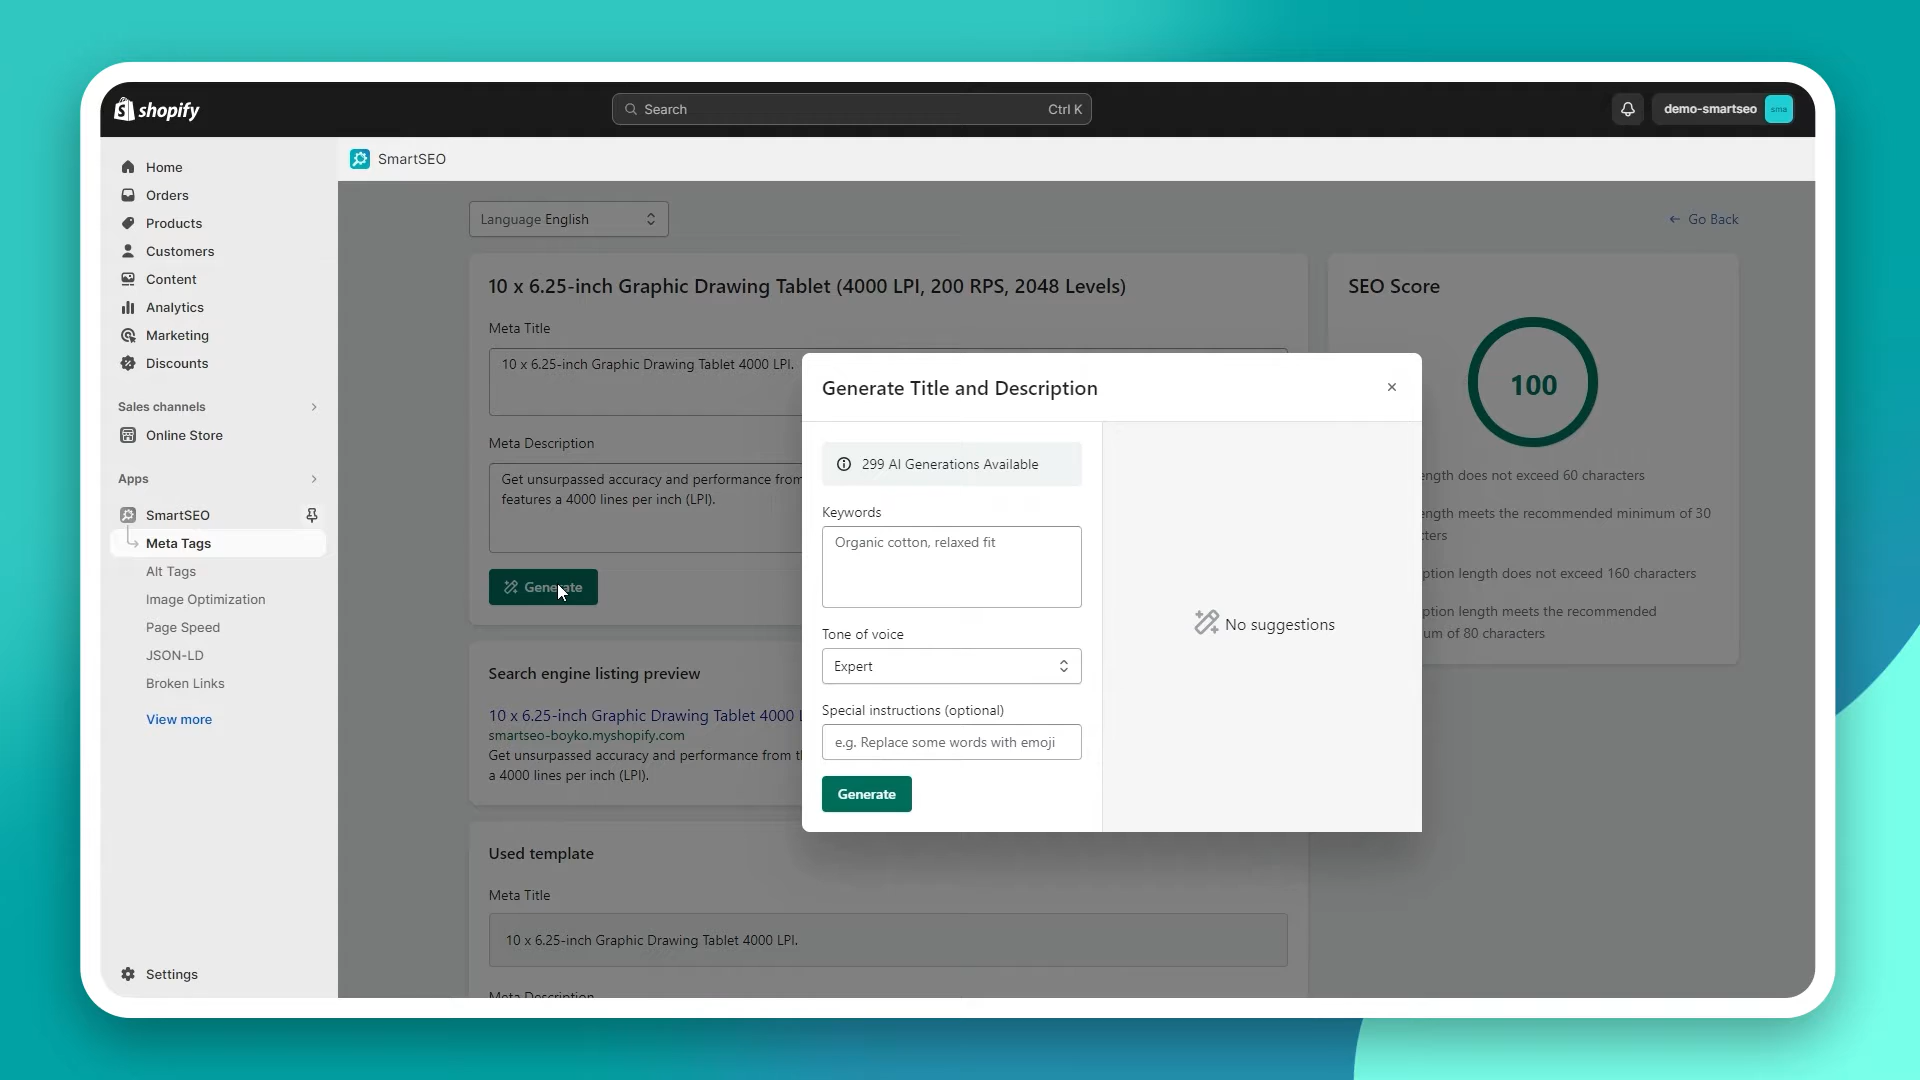 shopify
Search
Ctrl K
demo-smartseo
sma
Home
Orders
Products
Customers
Content
Analytics
Marketing
Discounts
Sales channels
Online Store
Apps
SmartSEO
Meta Tags
Alt Tags
Image Optimization
Page Speed
JSON-LD
Broken Links
View more
Settings
SmartSEO
Language English
Go Back
10 x 6.25-inch Graphic Drawing Tablet (4000 LPI, 200 RPS, 2048 Levels)
Meta Title
10 x 6.25-inch Graphic Drawing Tablet 4000 LPI.
Meta Description
Get unsurpassed accuracy and performance from
features a 4000 lines per inch (LPI).
Generate
Search engine listing preview
10 x 6.25-inch Graphic Drawing Tablet 4000
smartseo-boyko.myshopify.com
Get unsurpassed accuracy and performance from
a 4000 lines per inch (LPI).
Used template
Meta Title
10 x 6.25-inch Graphic Drawing Tablet 4000 LPI.
Meta Description
Generate Title and Description
299 AI Generations Available
Keywords
Organic cotton, relaxed fit
Tone of voice
Expert
Special instructions (optional)
e.g. Replace some words with emoji
Generate
No suggestions
SEO Score
100
ength does not exceed 60 characters
ength meets the recommended minimum of 30
cters
ption length does not exceed 160 characters
ption length meets the recommended
um of 80 characters